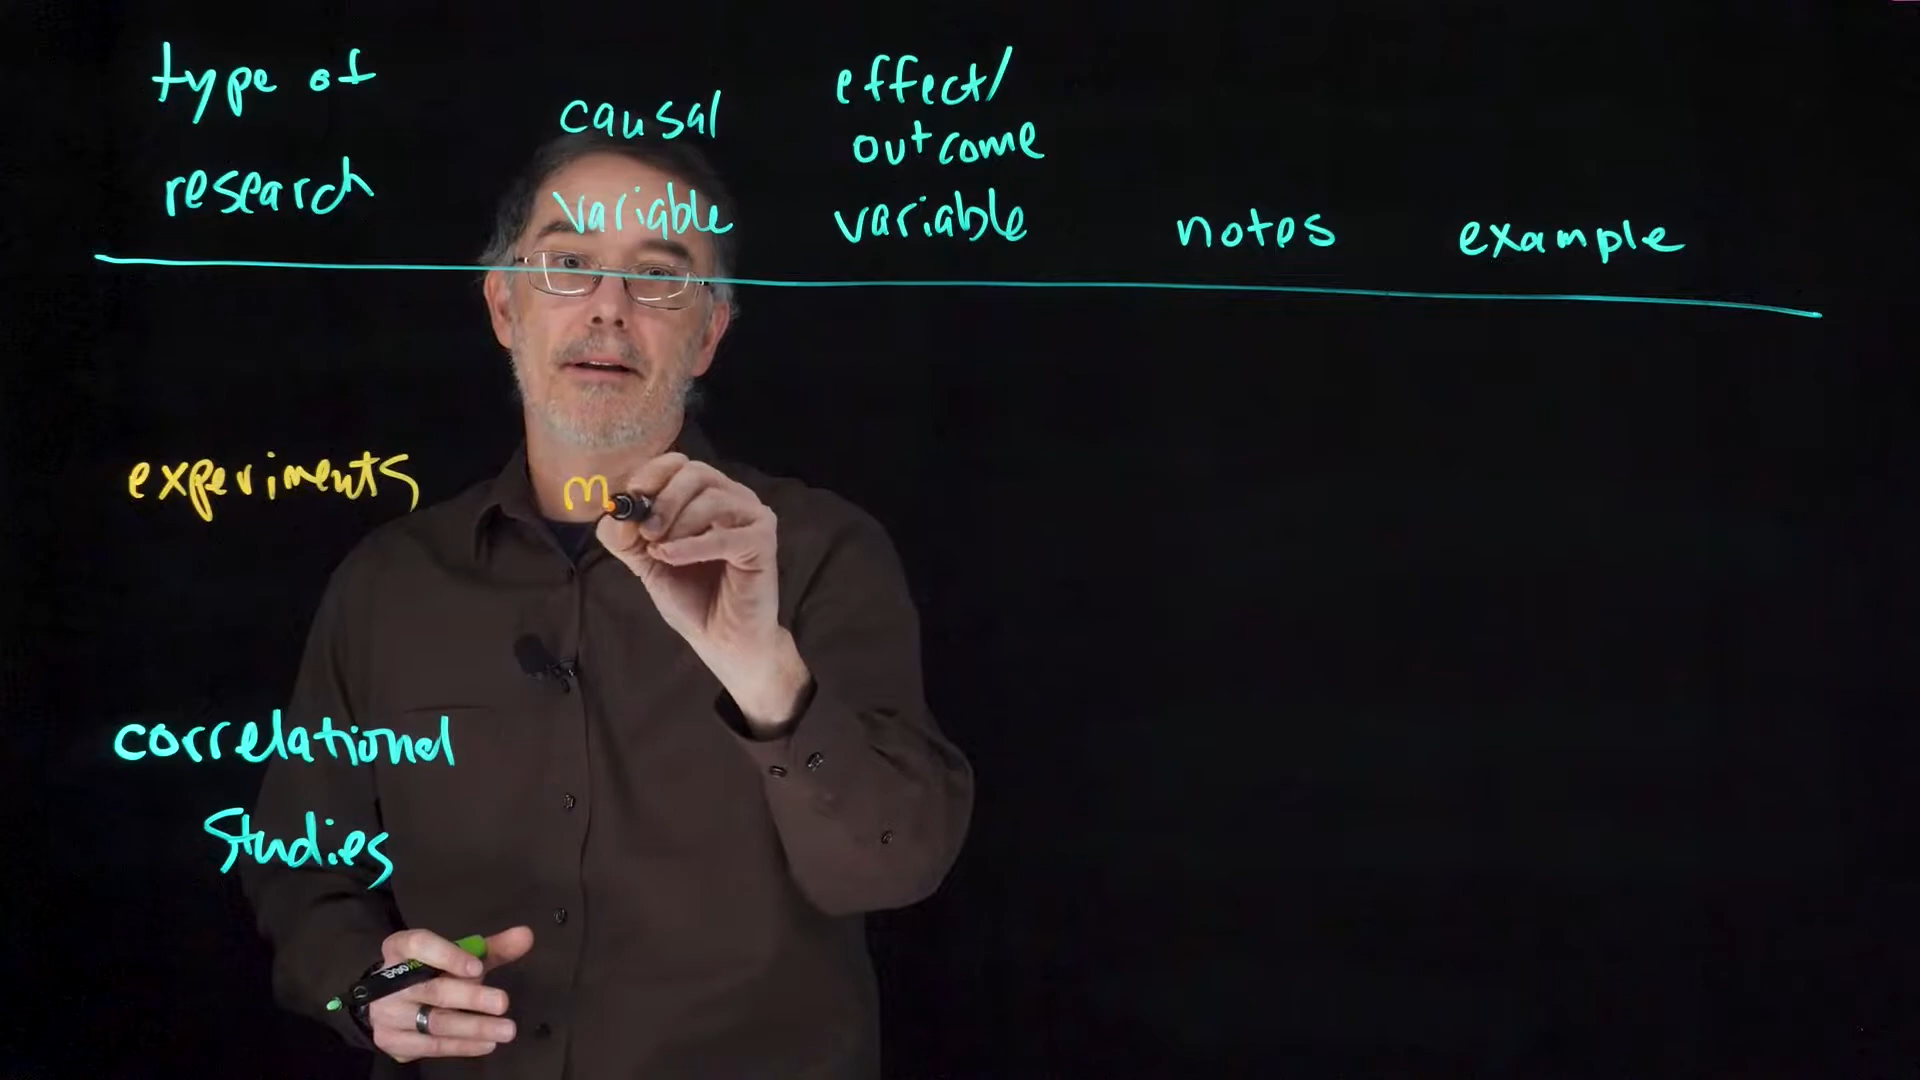 type of
research
causal
variable
effect/
outcome
variable
notes
example
experiments
m
correlational
studies